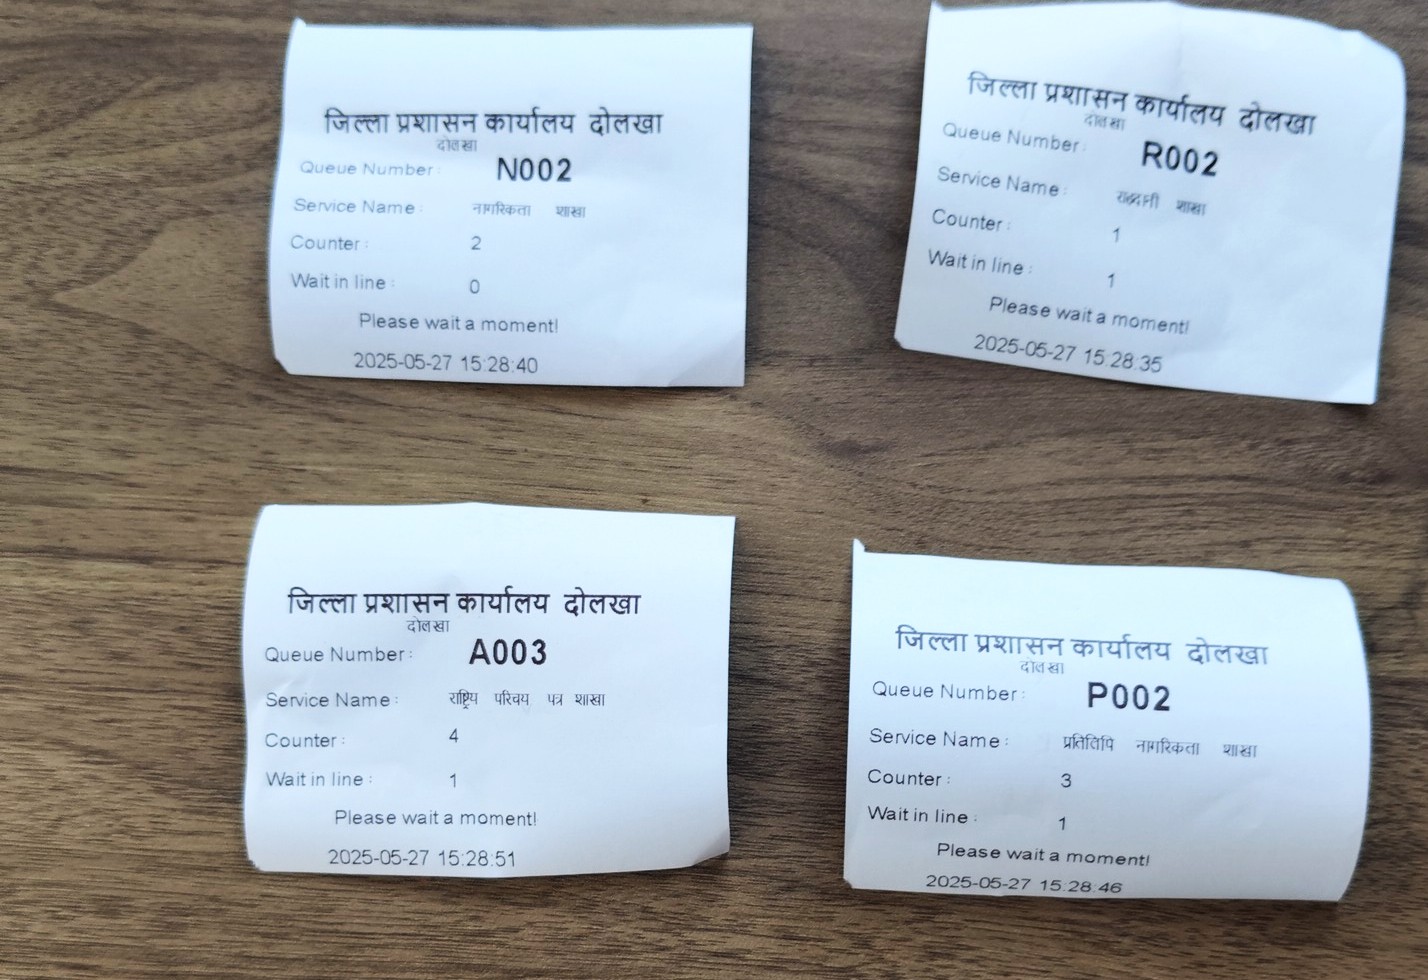 जिल्ला प्रशासन कार्यालय दोलखा
दोलखा
Queue Number: N002
Service Name: नागरिकता शाखा
Counter: 2
Wait in line: 0
Please wait a moment!
2025-05-27 15:28:40
जिल्ला प्रशासन कार्यालय दोलखा
दोलखा
Queue Number: R002
Service Name: राहदानी शाखा
Counter: 1
Wait in line: 1
Please wait a moment!
2025-05-27 15:28:35
जिल्ला प्रशासन कार्यालय दोलखा
दोलखा
Queue Number: A003
Service Name: राष्ट्रिय परिचय पत्र शाखा
Counter: 4
Wait in line: 1
Please wait a moment!
2025-05-27 15:28:51
जिल्ला प्रशासन कार्यालय दोलखा
दोलखा
Queue Number: P002
Service Name: प्रतिलिपि नागरिकता शाखा
Counter: 3
Wait in line: 1
Please wait a moment!
2025-05-27 15:28:46